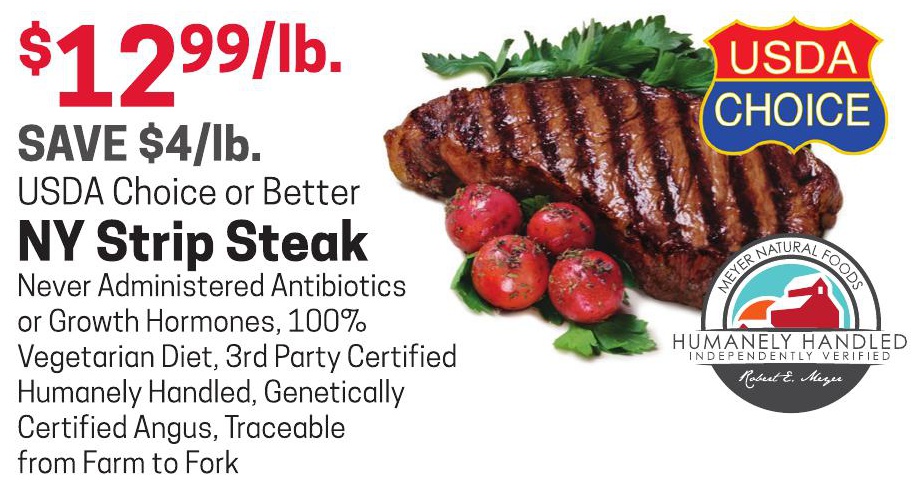 $12.99/lb.
SAVE $4/lb.
USDA Choice or Better
NY Strip Steak
Never Administered Antibiotics
or Growth Hormones, 100%
Vegetarian Diet, 3rd Party Certified
Humanely Handled, Genetically
Certified Angus, Traceable
from Farm to Fork
USDA
CHOICE
MEYER NATURAL FOODS
HUMANELY HANDLED
INDEPENDENTLY VERIFIED
Robert E. Meyer